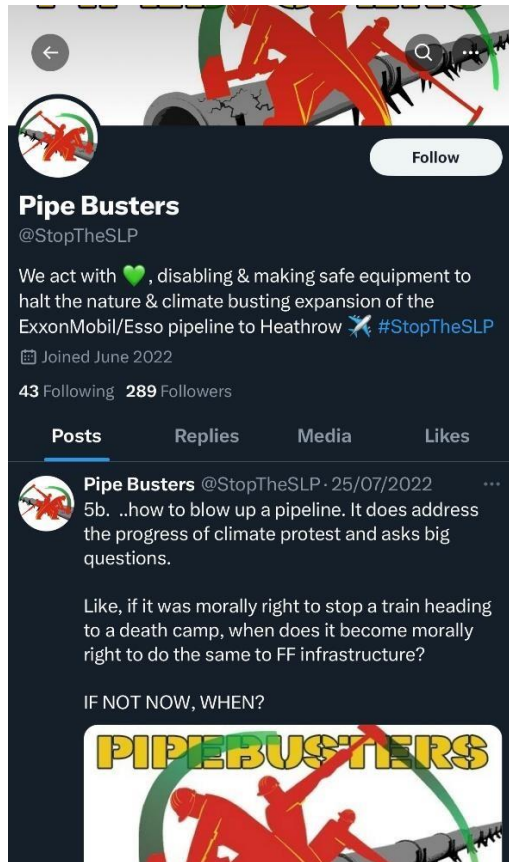 Follow
Pipe Busters
@StopTheSLP
We act with 💚, disabling & making safe equipment to
halt the nature & climate busting expansion of the
ExxonMobil/Esso pipeline to Heathrow ✈️ #StopTheSLP
Joined June 2022
43 Following 289 Followers
Posts Replies Media Likes
Pipe Busters @StopTheSLP · 25/07/2022
5b. ..how to blow up a pipeline. It does address
the progress of climate protest and asks big
questions.
Like, if it was morally right to stop a train heading
to a death camp, when does it become morally
right to do the same to FF infrastructure?
IF NOT NOW, WHEN?
PIPEBUSTERS